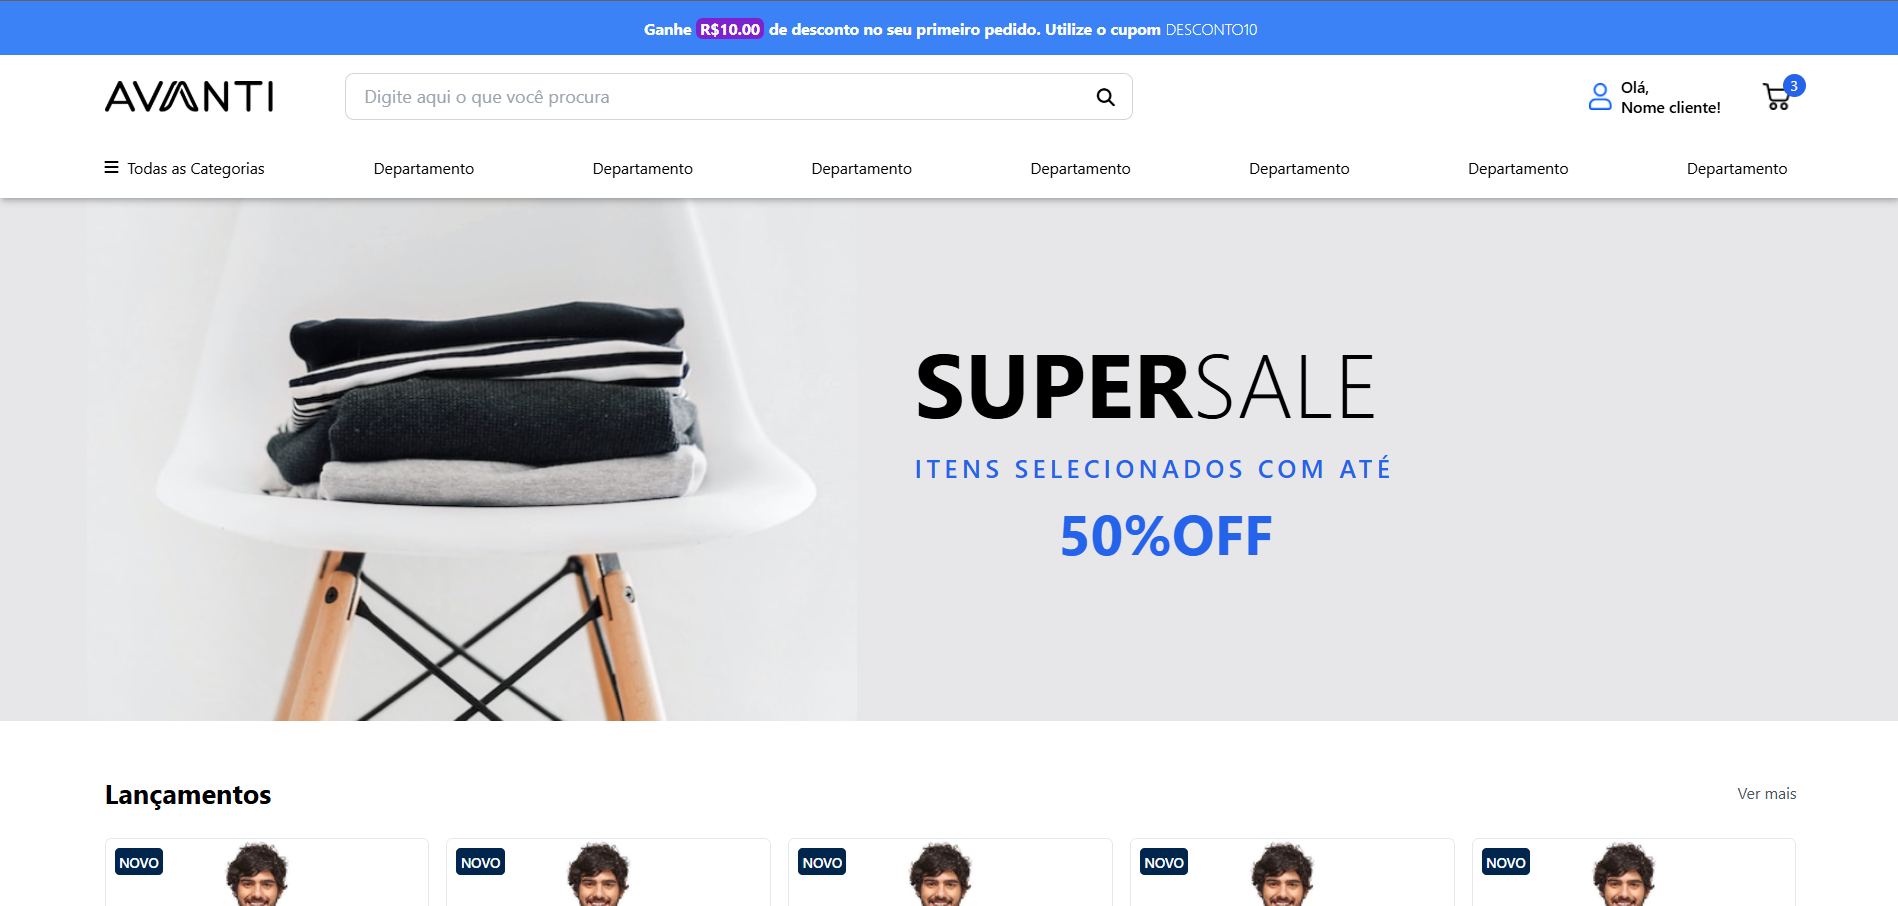 Ganhe R$10.00 de desconto no seu primeiro pedido. Utilize o cupom DESCONTO10
AVANTI
Digite aqui o que você procura
Olá,
Nome cliente!
3
Todas as Categorias
Departamento
Departamento
Departamento
Departamento
Departamento
Departamento
Departamento
SUPERSALE
ITENS SELECIONADOS COM ATÉ
50%OFF
Lançamentos
Ver mais
NOVO
NOVO
NOVO
NOVO
NOVO